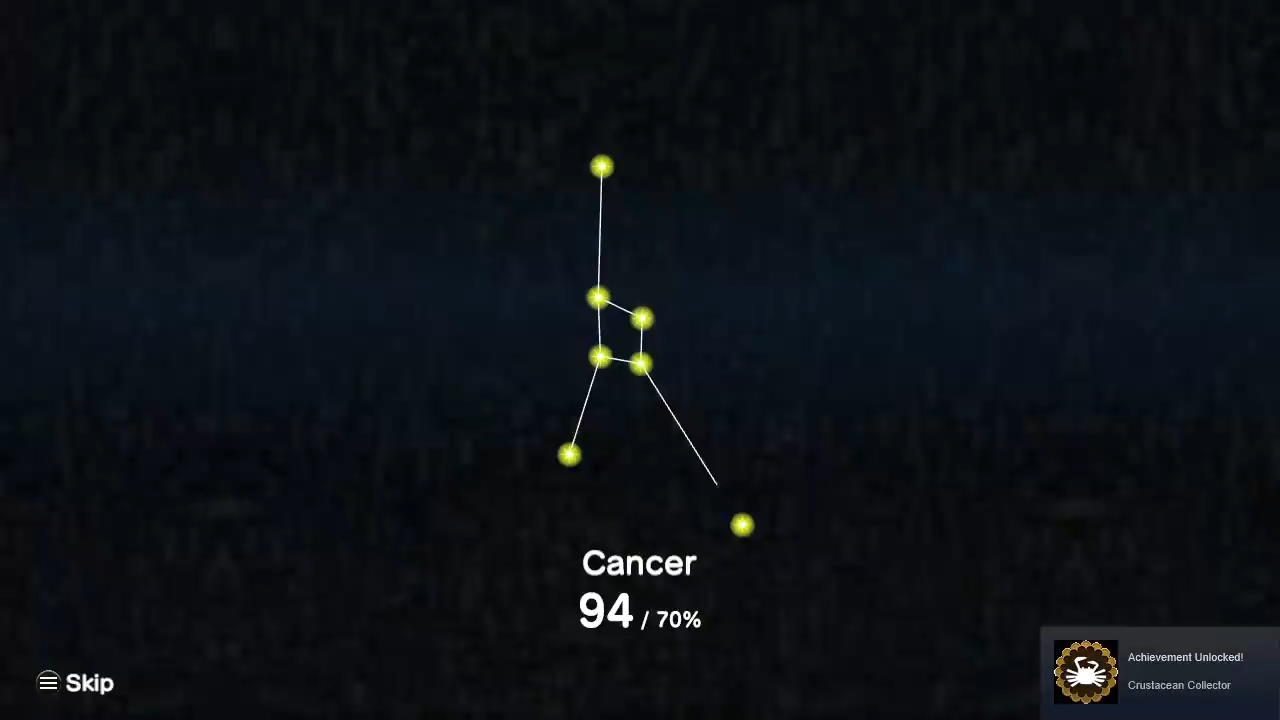 Cancer
94 / 70%
Skip
Achievement Unlocked!
Crustacean Collector